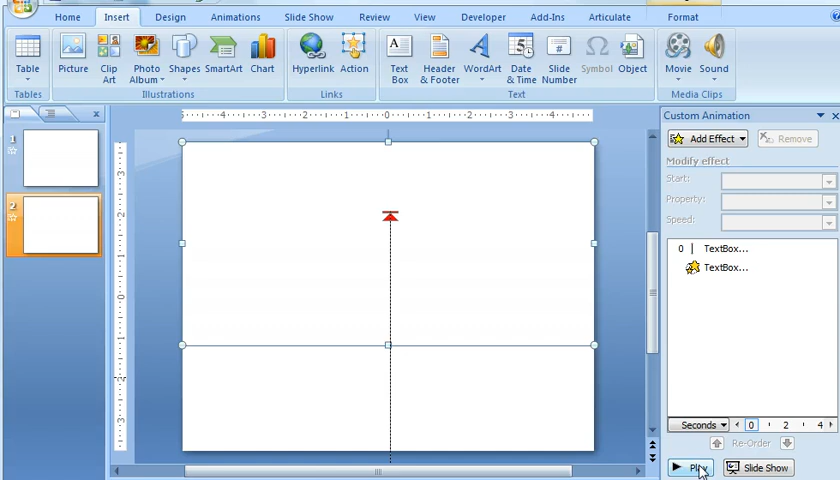 Home Insert Design Animations Slide Show Review View Developer Add-Ins Articulate Format
Table Picture Clip Art Photo Album Shapes SmartArt Chart Hyperlink Action Text Box Header & Footer WordArt Date & Time Slide Number Symbol Object Movie Sound
Tables Illustrations Links Text Media Clips
Custom Animation
Add Effect Remove
Modify effect
Start:
Property:
Speed:
0 TextBox...
TextBox...
1
2
Seconds 0 2 4
Re-Order
Play Slide Show